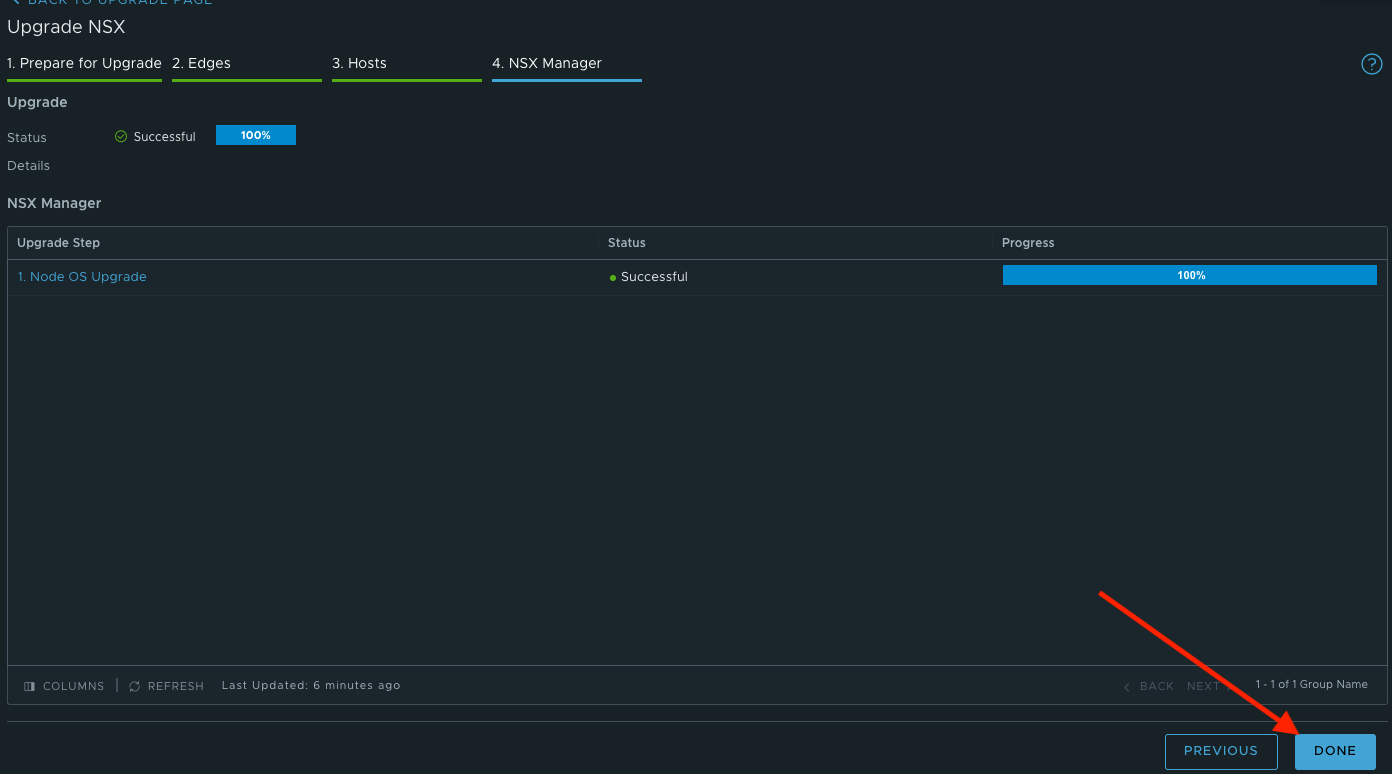 BACK TO UPGRADE PAGE
Upgrade NSX
1. Prepare for Upgrade 2. Edges 3. Hosts 4. NSX Manager ?
Upgrade
Status Successful 100%
Details
NSX Manager
Upgrade Step Status Progress
1. Node OS Upgrade Successful 100%
COLUMNS REFRESH Last Updated: 6 minutes ago BACK NEXT 1 - 1 of 1 Group Name
PREVIOUS DONE